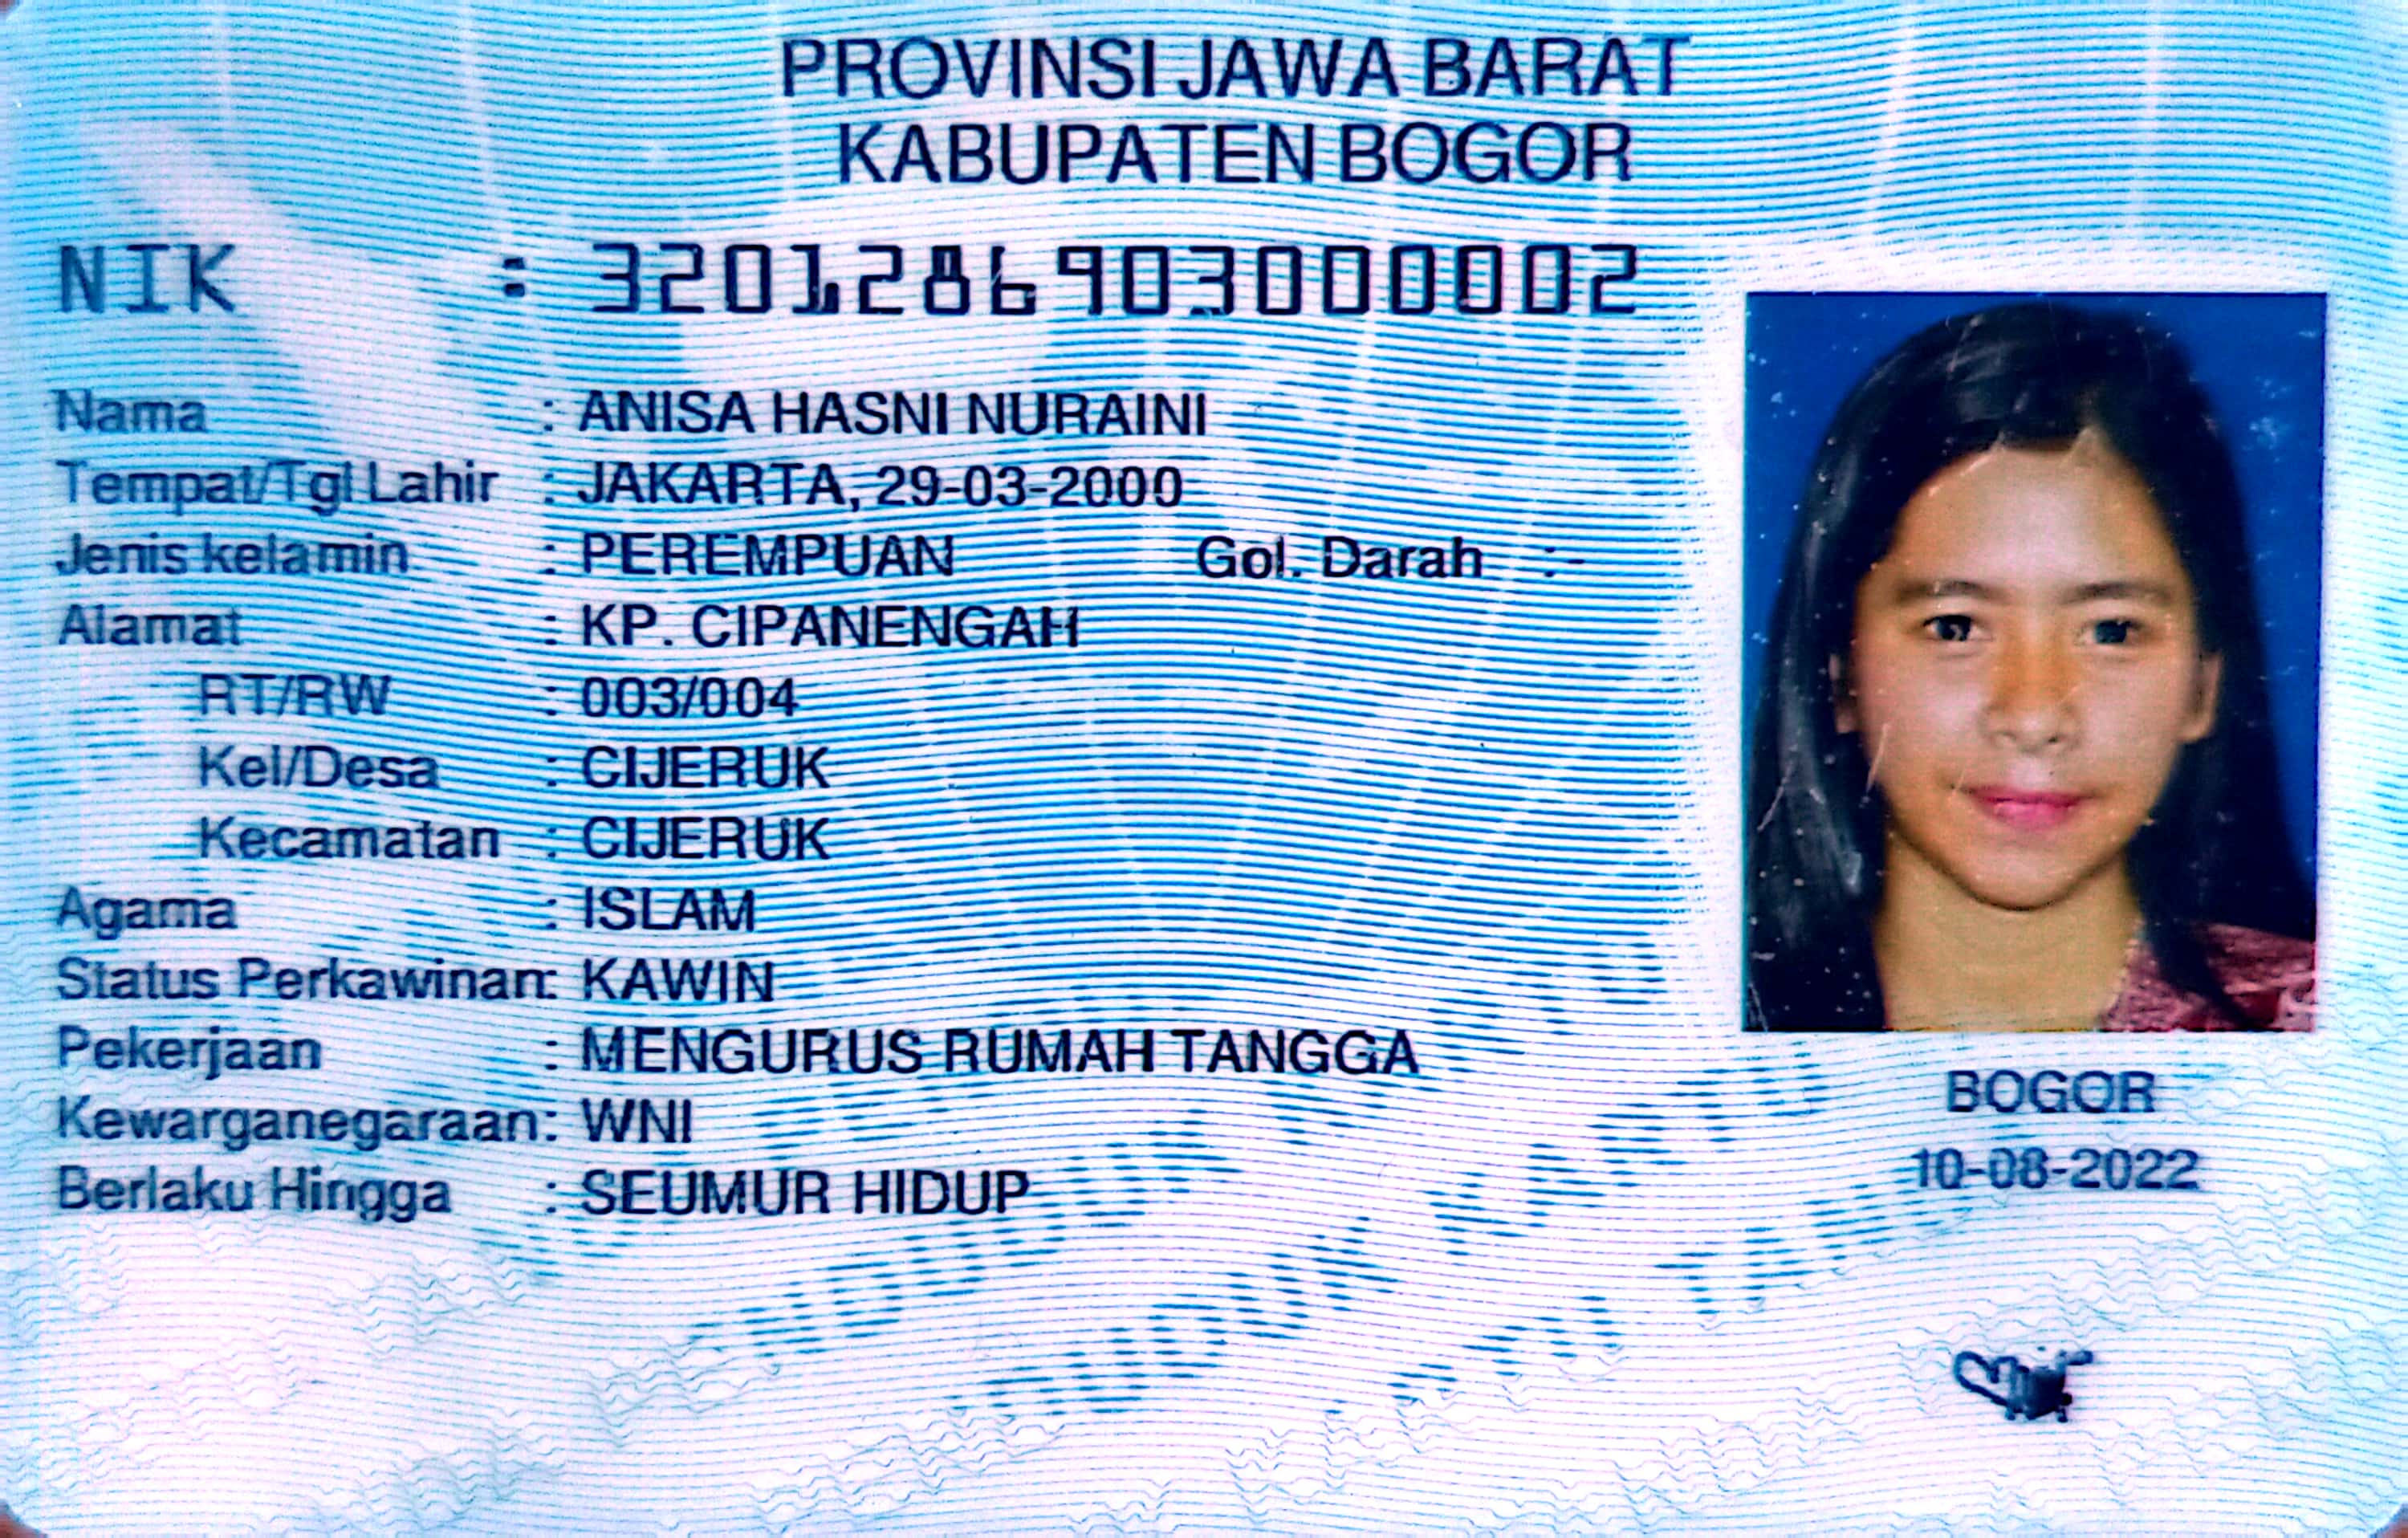 PROVINSI JAWA BARAT
KABUPATEN BOGOR
NIK : 3201286903000002
Nama : ANISA HASNI NURAINI
Tempat/Tgl Lahir : JAKARTA, 29-03-2000
Jenis kelamin : PEREMPUAN Gol. Darah : -
Alamat : KP. CIPANENGAH
RT/RW : 003/004
Kel/Desa : CIJERUK
Kecamatan : CIJERUK
Agama : ISLAM
Status Perkawinan: KAWIN
Pekerjaan : MENGURUS RUMAH TANGGA
Kewarganegaraan: WNI
Berlaku Hingga : SEUMUR HIDUP
BOGOR
10-08-2022